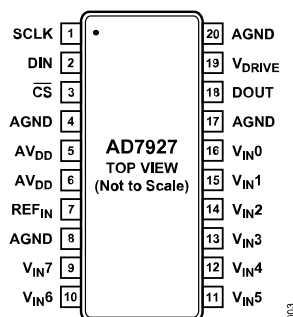 SCLK 1
DIN 2
C̅S̅ 3
AGND 4
AVDD 5
AVDD 6
REFIN 7
AGND 8
VIN7 9
VIN6 10
AD7927
TOP VIEW
(Not to Scale)
20 AGND
19 VDRIVE
18 DOUT
17 AGND
16 VIN0
15 VIN1
14 VIN2
13 VIN3
12 VIN4
11 VIN5
003